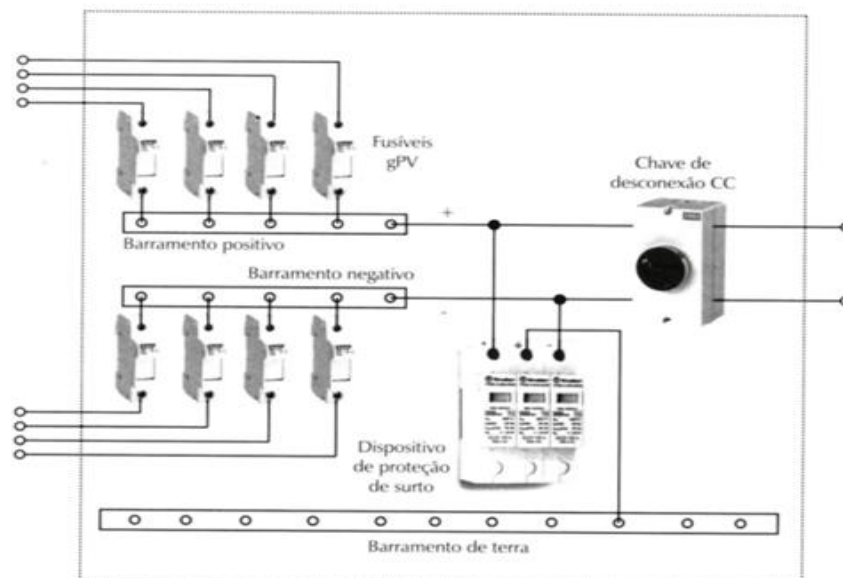 Fusíveis
gPV
Chave de
desconexão CC
+
Barramento positivo
Barramento negativo
-
+
-
Dispositivo
de proteção
de surto
Barramento de terra